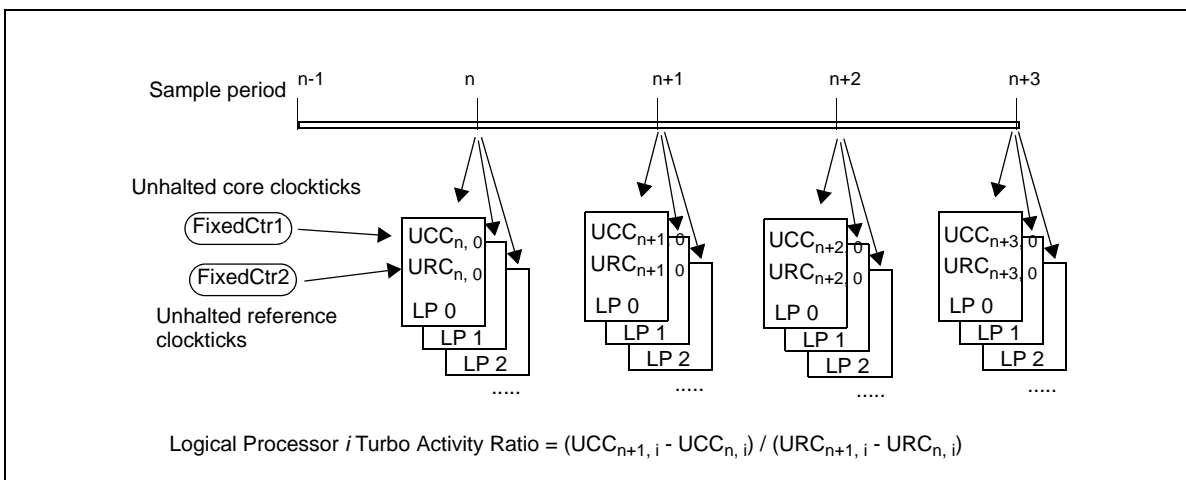 Sample period n-1 n n+1 n+2 n+3
Unhalted core clockticks
FixedCtr1
FixedCtr2
Unhalted reference
clockticks
UCCn, 0
URCn, 0
LP 0
LP 1
LP 2
.....
UCCn+1, 0
URCn+1 0
LP 0
LP 1
LP 2
.....
UCCn+2, 0
URCn+2, 0
LP 0
LP 1
LP 2
.....
UCCn+3, 0
URCn+3, 0
LP 0
LP 1
LP 2
.....
Logical Processor i Turbo Activity Ratio = (UCCn+1, i - UCCn, i) / (URCn+1, i - URCn, i)